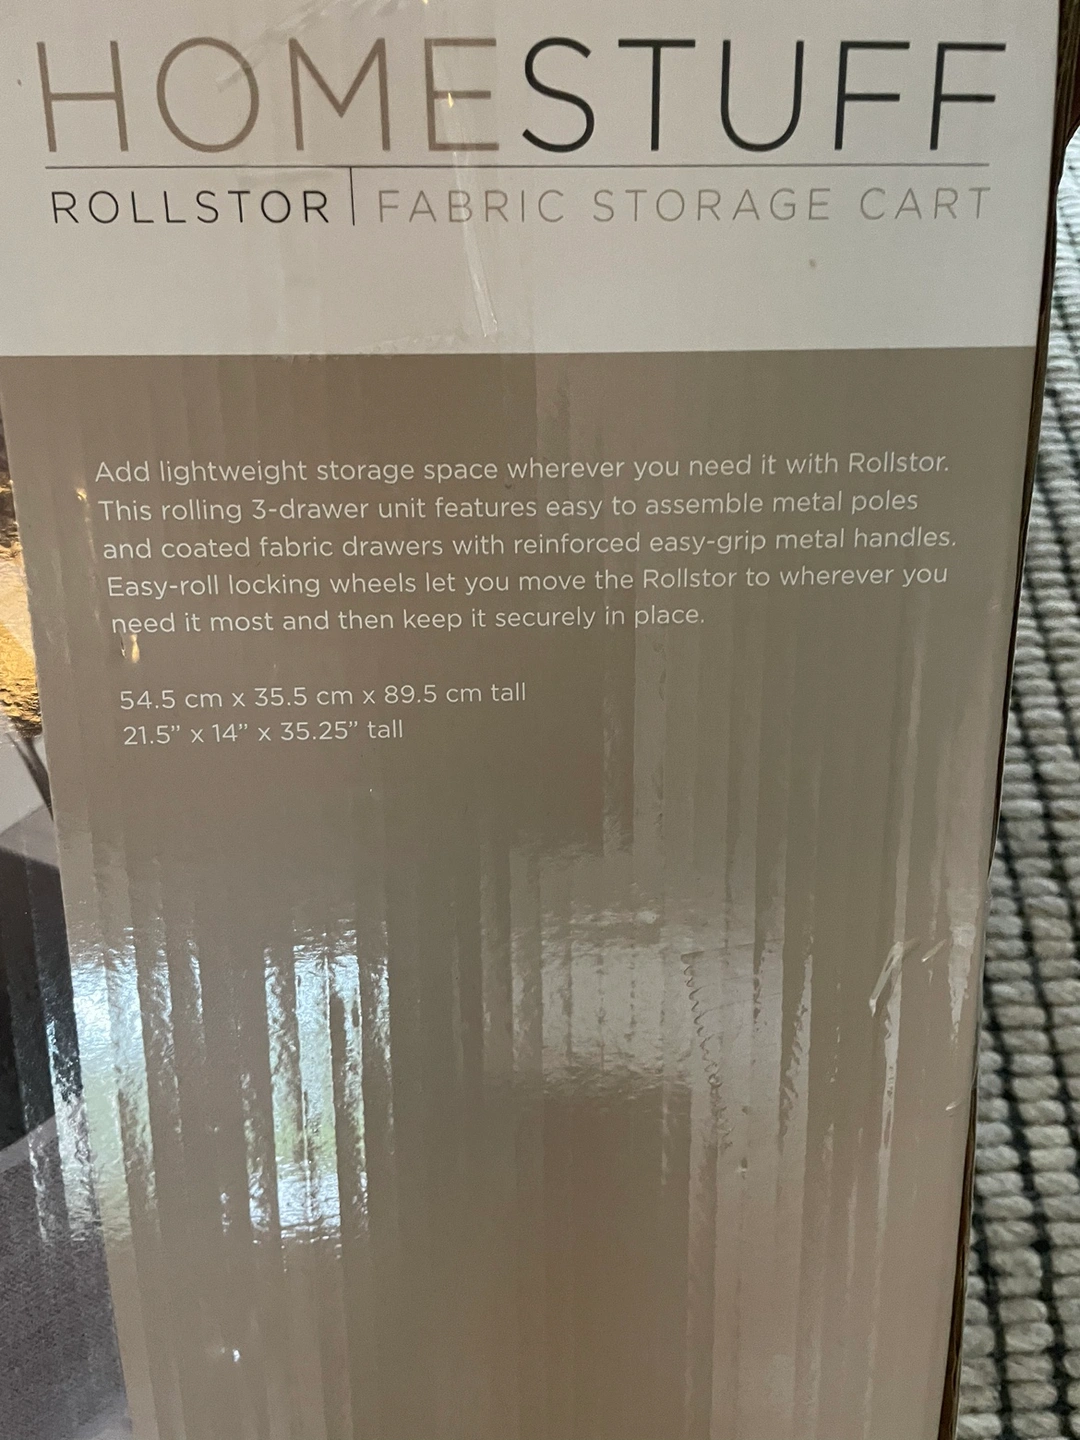 HOMESTUFF
ROLLSTOR | FABRIC STORAGE CART
Add lightweight storage space wherever you need it with Rollstor.
This rolling 3-drawer unit features easy to assemble metal poles
and coated fabric drawers with reinforced easy-grip metal handles.
Easy-roll locking wheels let you move the Rollstor to wherever you
need it most and then keep it securely in place.
54.5 cm x 35.5 cm x 89.5 cm tall
21.5” x 14” x 35.25” tall